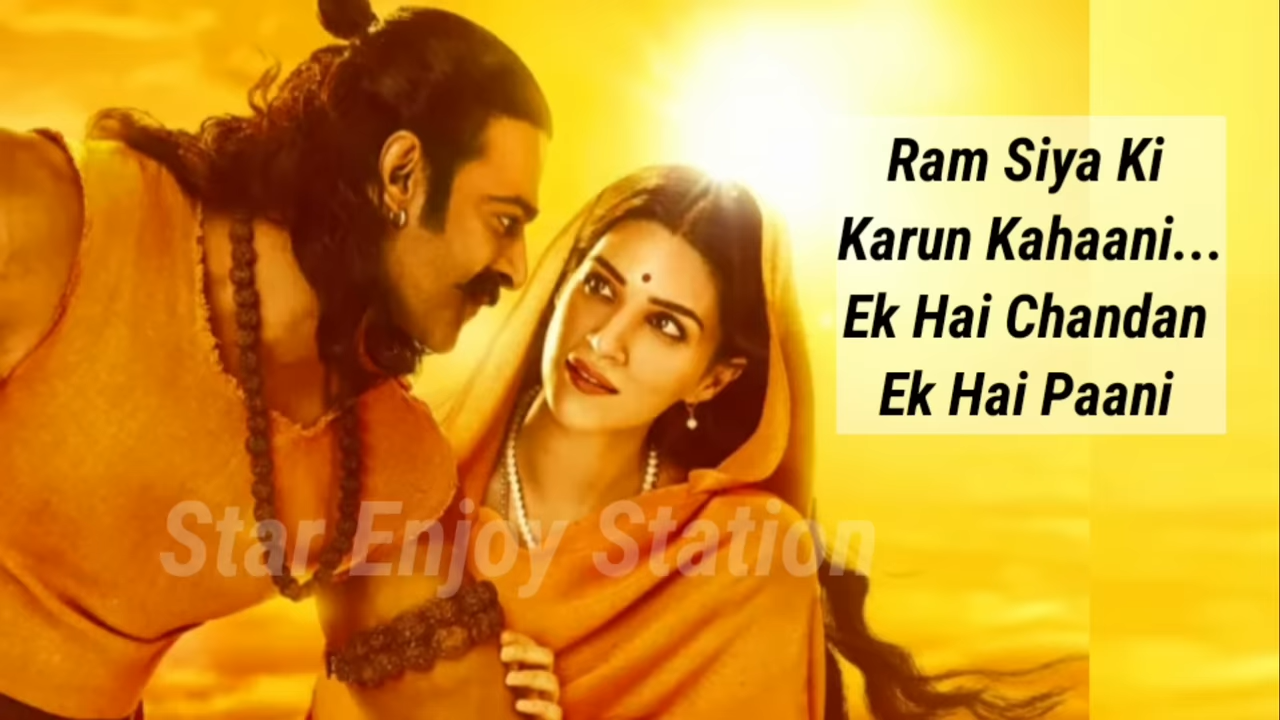 Ram Siya Ki
Karun Kahaani...
Ek Hai Chandan
Ek Hai Paani
Star Enjoy Station